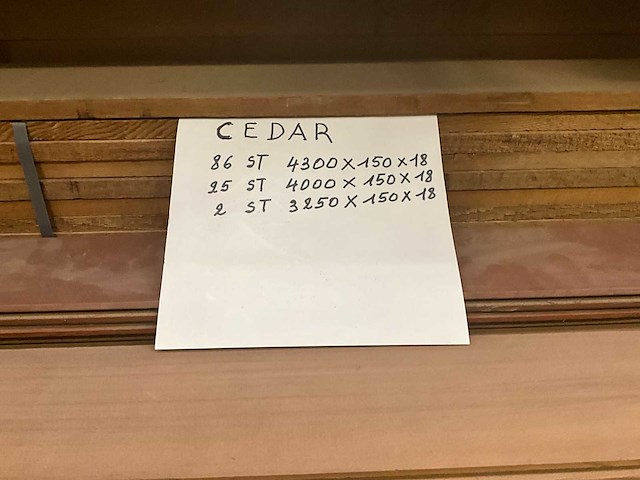 CEDAR
86 ST 4300 X 150 X 18
25 ST 4000 X 150 X 18
2 ST 3250 X 150 X 18